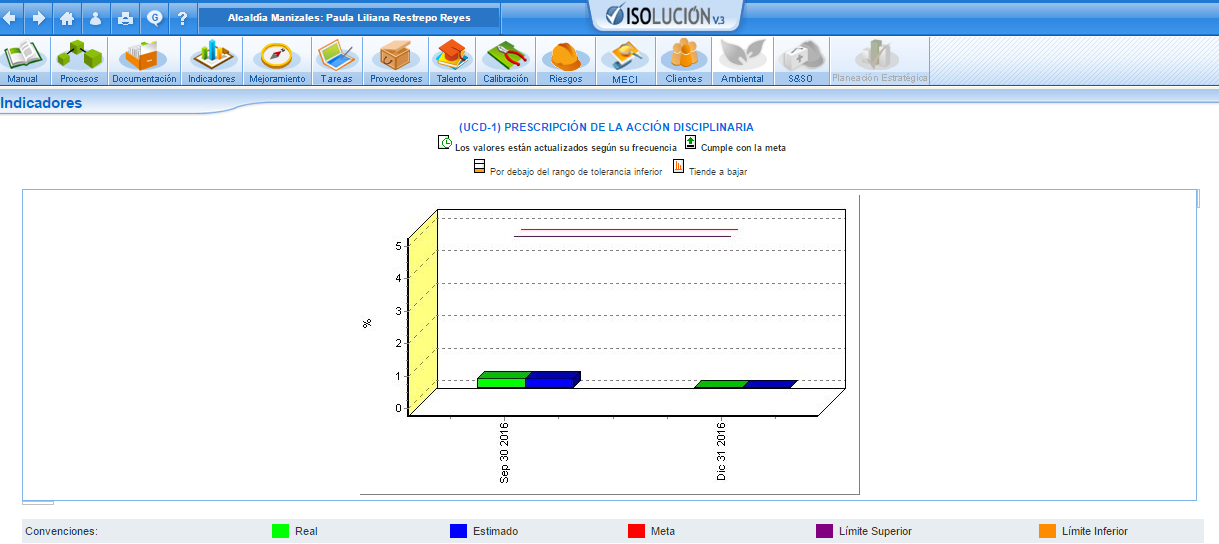 Alcaldía Manizales: Paula Liliana Restrepo Reyes
ISOLUCIÓN V.3
G ?
Manual Procesos Documentación Indicadores Mejoramiento Tareas Proveedores Talento Calibración Riesgos MECI Clientes Ambiental S&SO Planeación Estratégica
Indicadores
(UCD-1) PRESCRIPCIÓN DE LA ACCIÓN DISCIPLINARIA
Los valores están actualizados según su frecuencia Cumple con la meta
Por debajo del rango de tolerancia inferior Tiende a bajar
5
4
3
2
1
0
%
Sep 30 2016
Dic 31 2016
Convenciones: Real Estimado Meta Límite Superior Límite Inferior